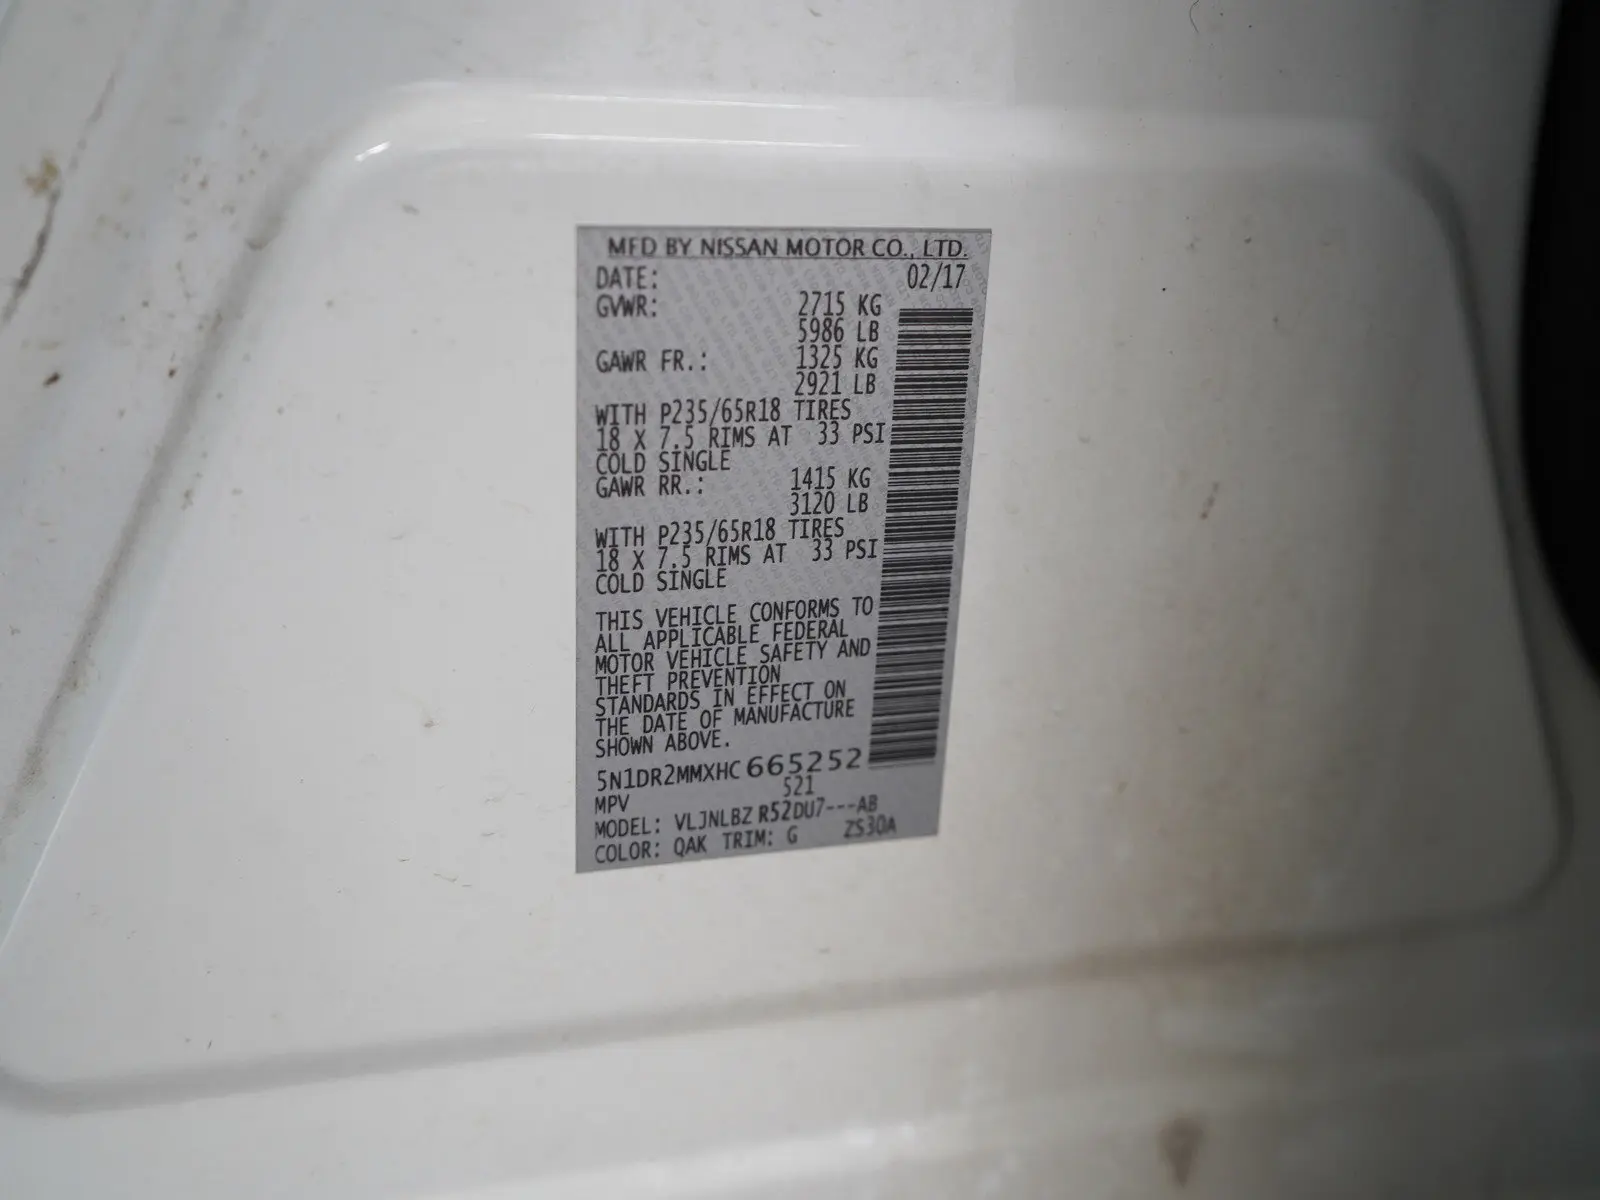 MFD BY NISSAN MOTOR CO., LTD.
DATE: 02/17
GVWR: 2715 KG
5986 LB
GAWR FR.: 1325 KG
2921 LB
WITH P235/65R18 TIRES
18 X 7.5 RIMS AT 33 PSI
COLD SINGLE
GAWR RR.: 1415 KG
3120 LB
WITH P235/65R18 TIRES
18 X 7.5 RIMS AT 33 PSI
COLD SINGLE
THIS VEHICLE CONFORMS TO
ALL APPLICABLE FEDERAL
MOTOR VEHICLE SAFETY AND
THEFT PREVENTION
STANDARDS IN EFFECT ON
THE DATE OF MANUFACTURE
SHOWN ABOVE.
5N1DR2MMXHC665252
MPV 521
MODEL: VLJNLBZ R52DU7---AB
COLOR: QAK TRIM: G ZS30A